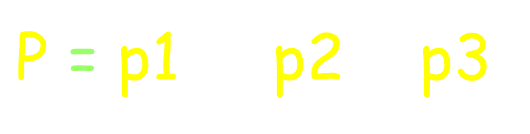 P = p1 p2 p3